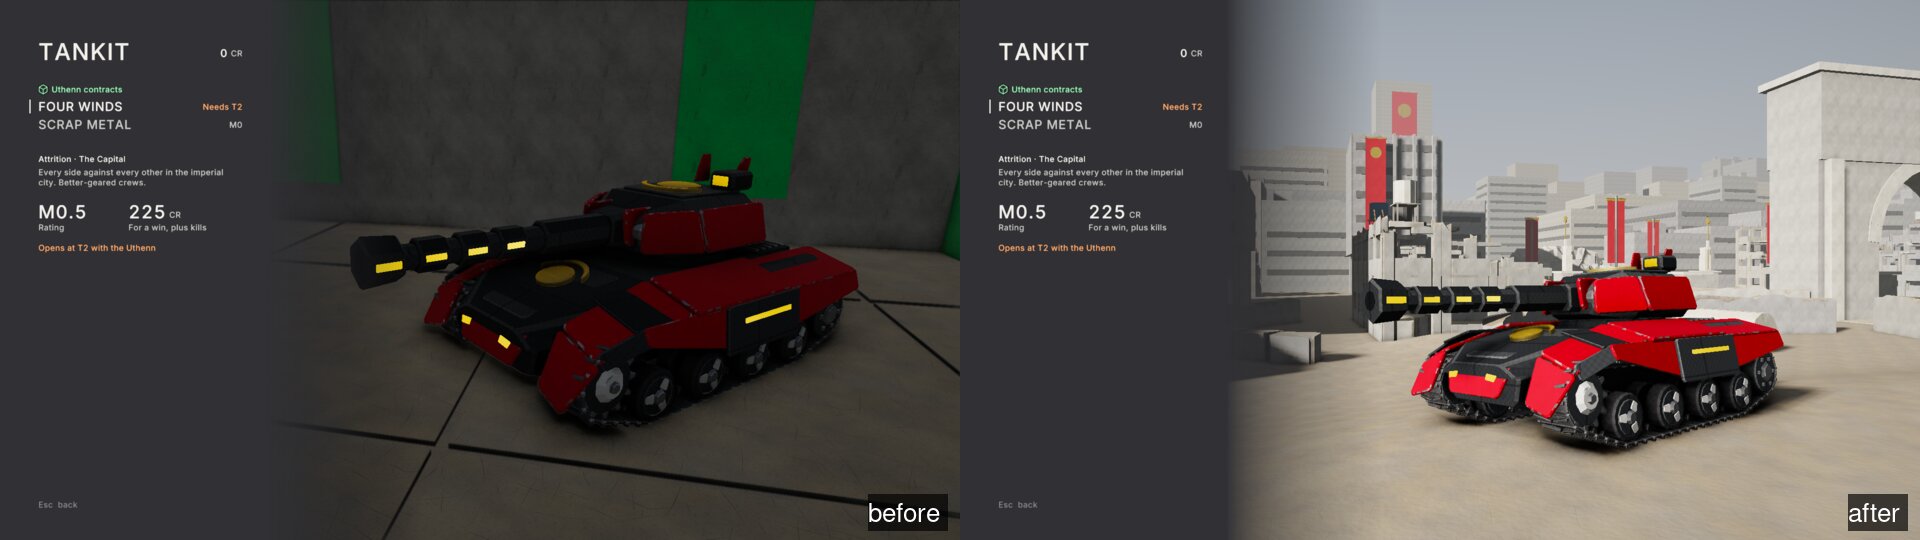 TANKIT
0 CR
Uthenn contracts
FOUR WINDS Needs T2
SCRAP METAL M0
Attrition · The Capital
Every side against every other in the imperial
city. Better-geared crews.
M0.5 225 CR
Rating For a win, plus kills
Opens at T2 with the Uthenn
Esc back
before
TANKIT
0 CR
Uthenn contracts
FOUR WINDS Needs T2
SCRAP METAL M0
Attrition · The Capital
Every side against every other in the imperial
city. Better-geared crews.
M0.5 225 CR
Rating For a win, plus kills
Opens at T2 with the Uthenn
Esc back
after